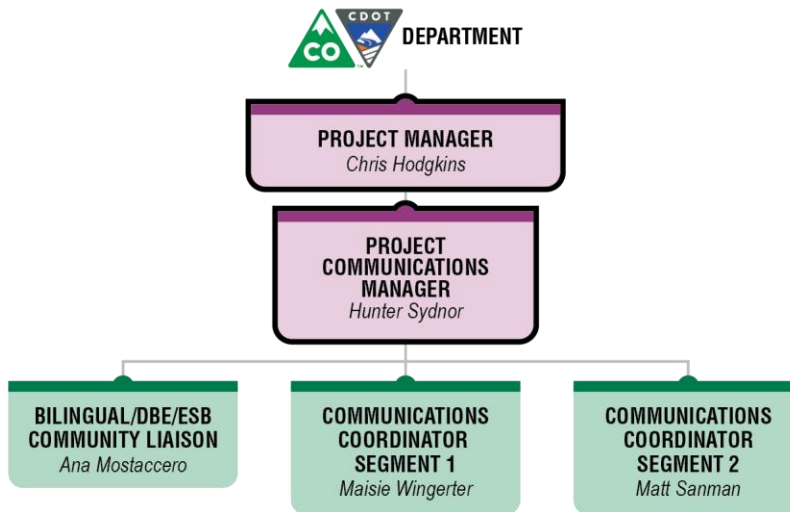 CO
CDOT
DEPARTMENT
PROJECT MANAGER
Chris Hodgkins
PROJECT
COMMUNICATIONS
MANAGER
Hunter Sydnor
BILINGUAL/DBE/ESB
COMMUNITY LIAISON
Ana Mostaccero
COMMUNICATIONS
COORDINATOR
SEGMENT 1
Maisie Wingerter
COMMUNICATIONS
COORDINATOR
SEGMENT 2
Matt Sanman